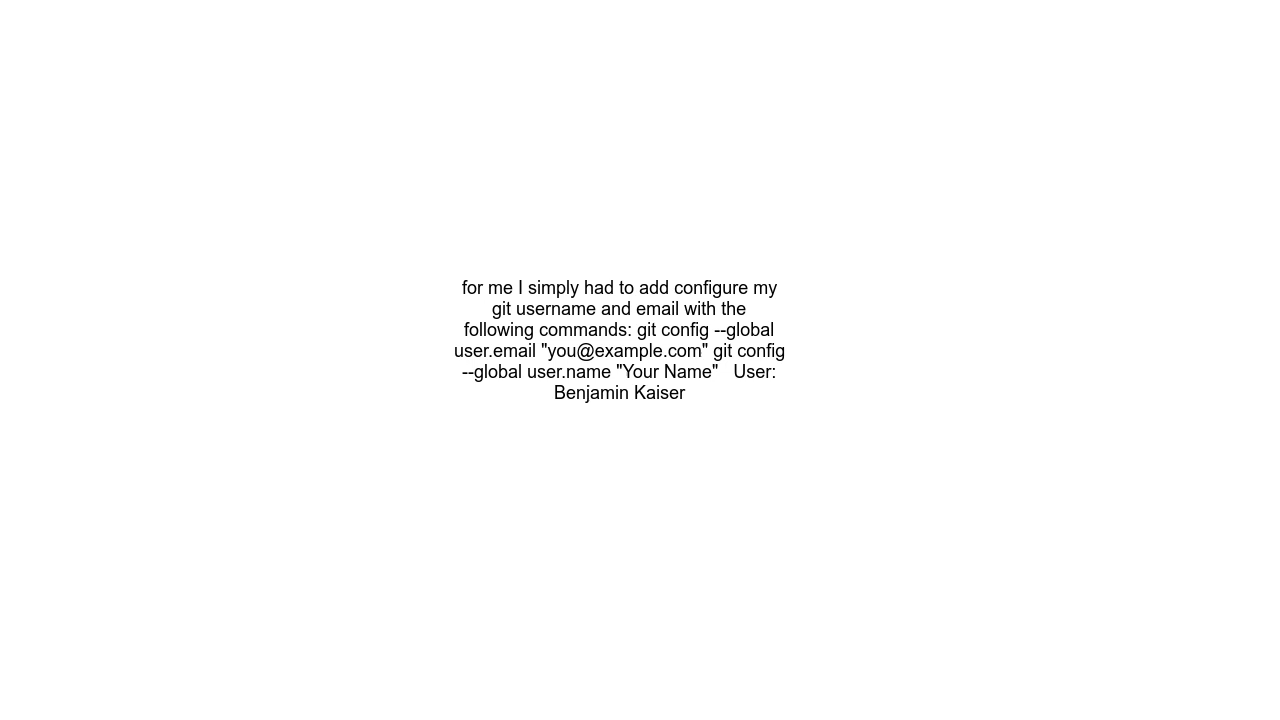 for me I simply had to add configure my
git username and email with the
following commands: git config --global
user.email "you@example.com" git config
--global user.name "Your Name"   User:
Benjamin Kaiser